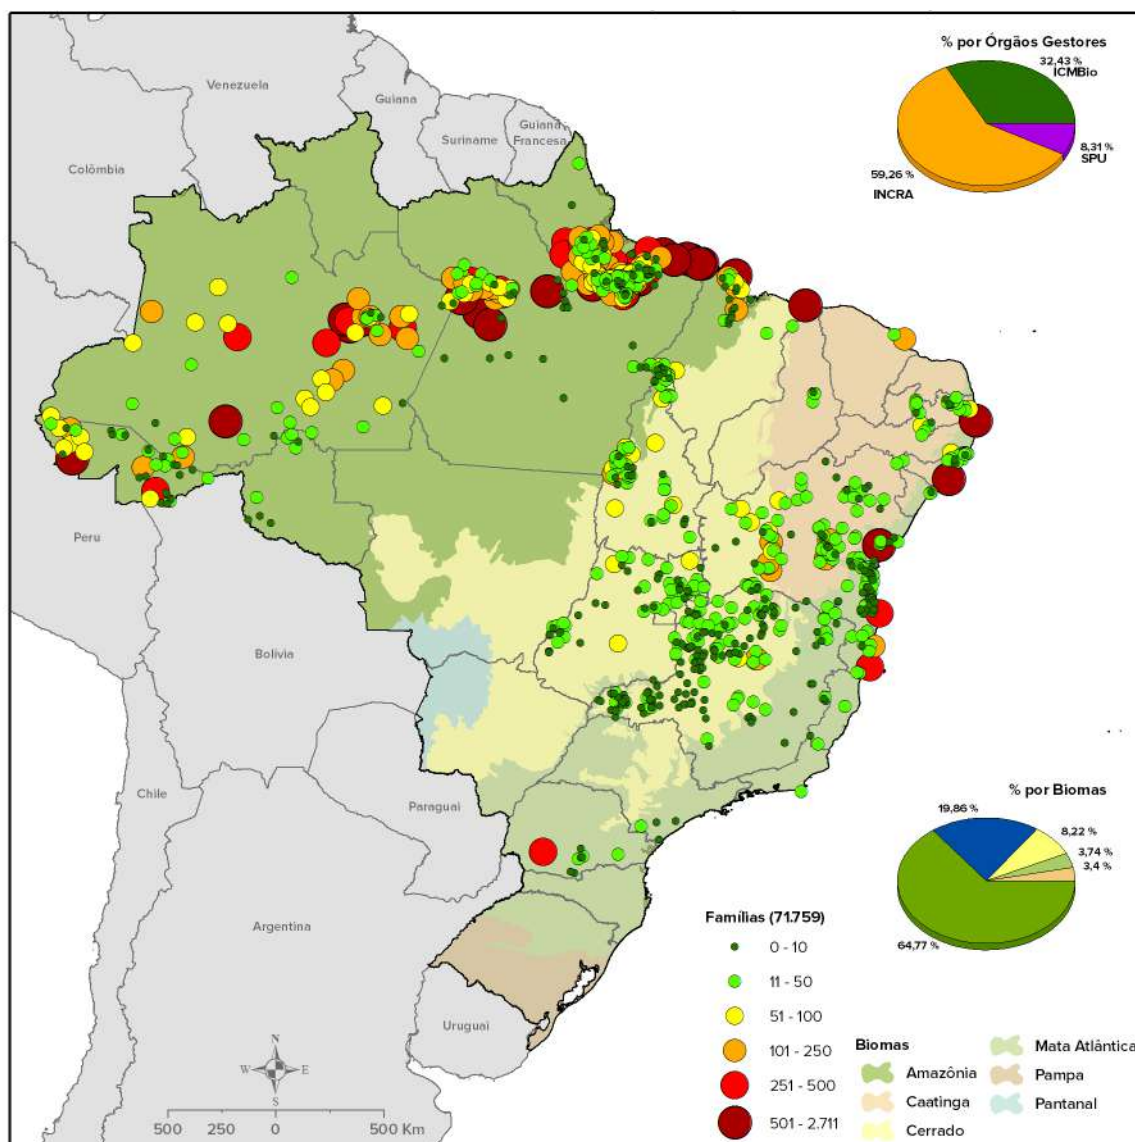 % por Órgãos Gestores
32,43 %
ICMBio
8,31 %
SPU
59,26 %
INCRA
Venezuela
Guiana
Suriname
Guiana
Francesa
Colômbia
Peru
Bolivia
Chile
Paraguai
Argentina
Uruguai
% por Biomas
19,86 %
8,22 %
3,74 %
3,4 %
64,77 %
Famílias (71.759)
0 - 10
11 - 50
51 - 100
101 - 250
251 - 500
501 - 2.711
Biomas
Amazônia
Caatinga
Cerrado
Mata Atlântica
Pampa
Pantanal
N
W
E
S
500 250 0 500 Km